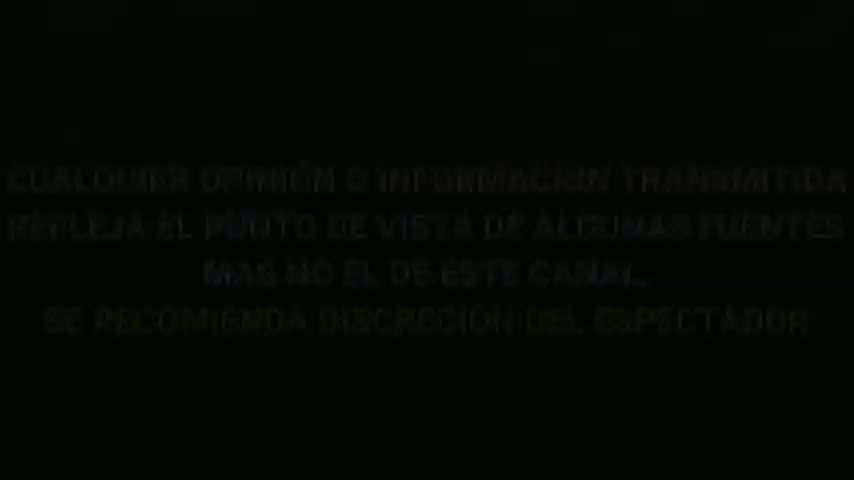 CUALQUIER OPINIÓN O INFORMACIÓN TRANSMITIDA
REFLEJA EL PUNTO DE VISTA DE ALGUNAS FUENTES
MAS NO EL DE ESTE CANAL.
SE RECOMIENDA DISCRECIÓN DEL ESPECTADOR